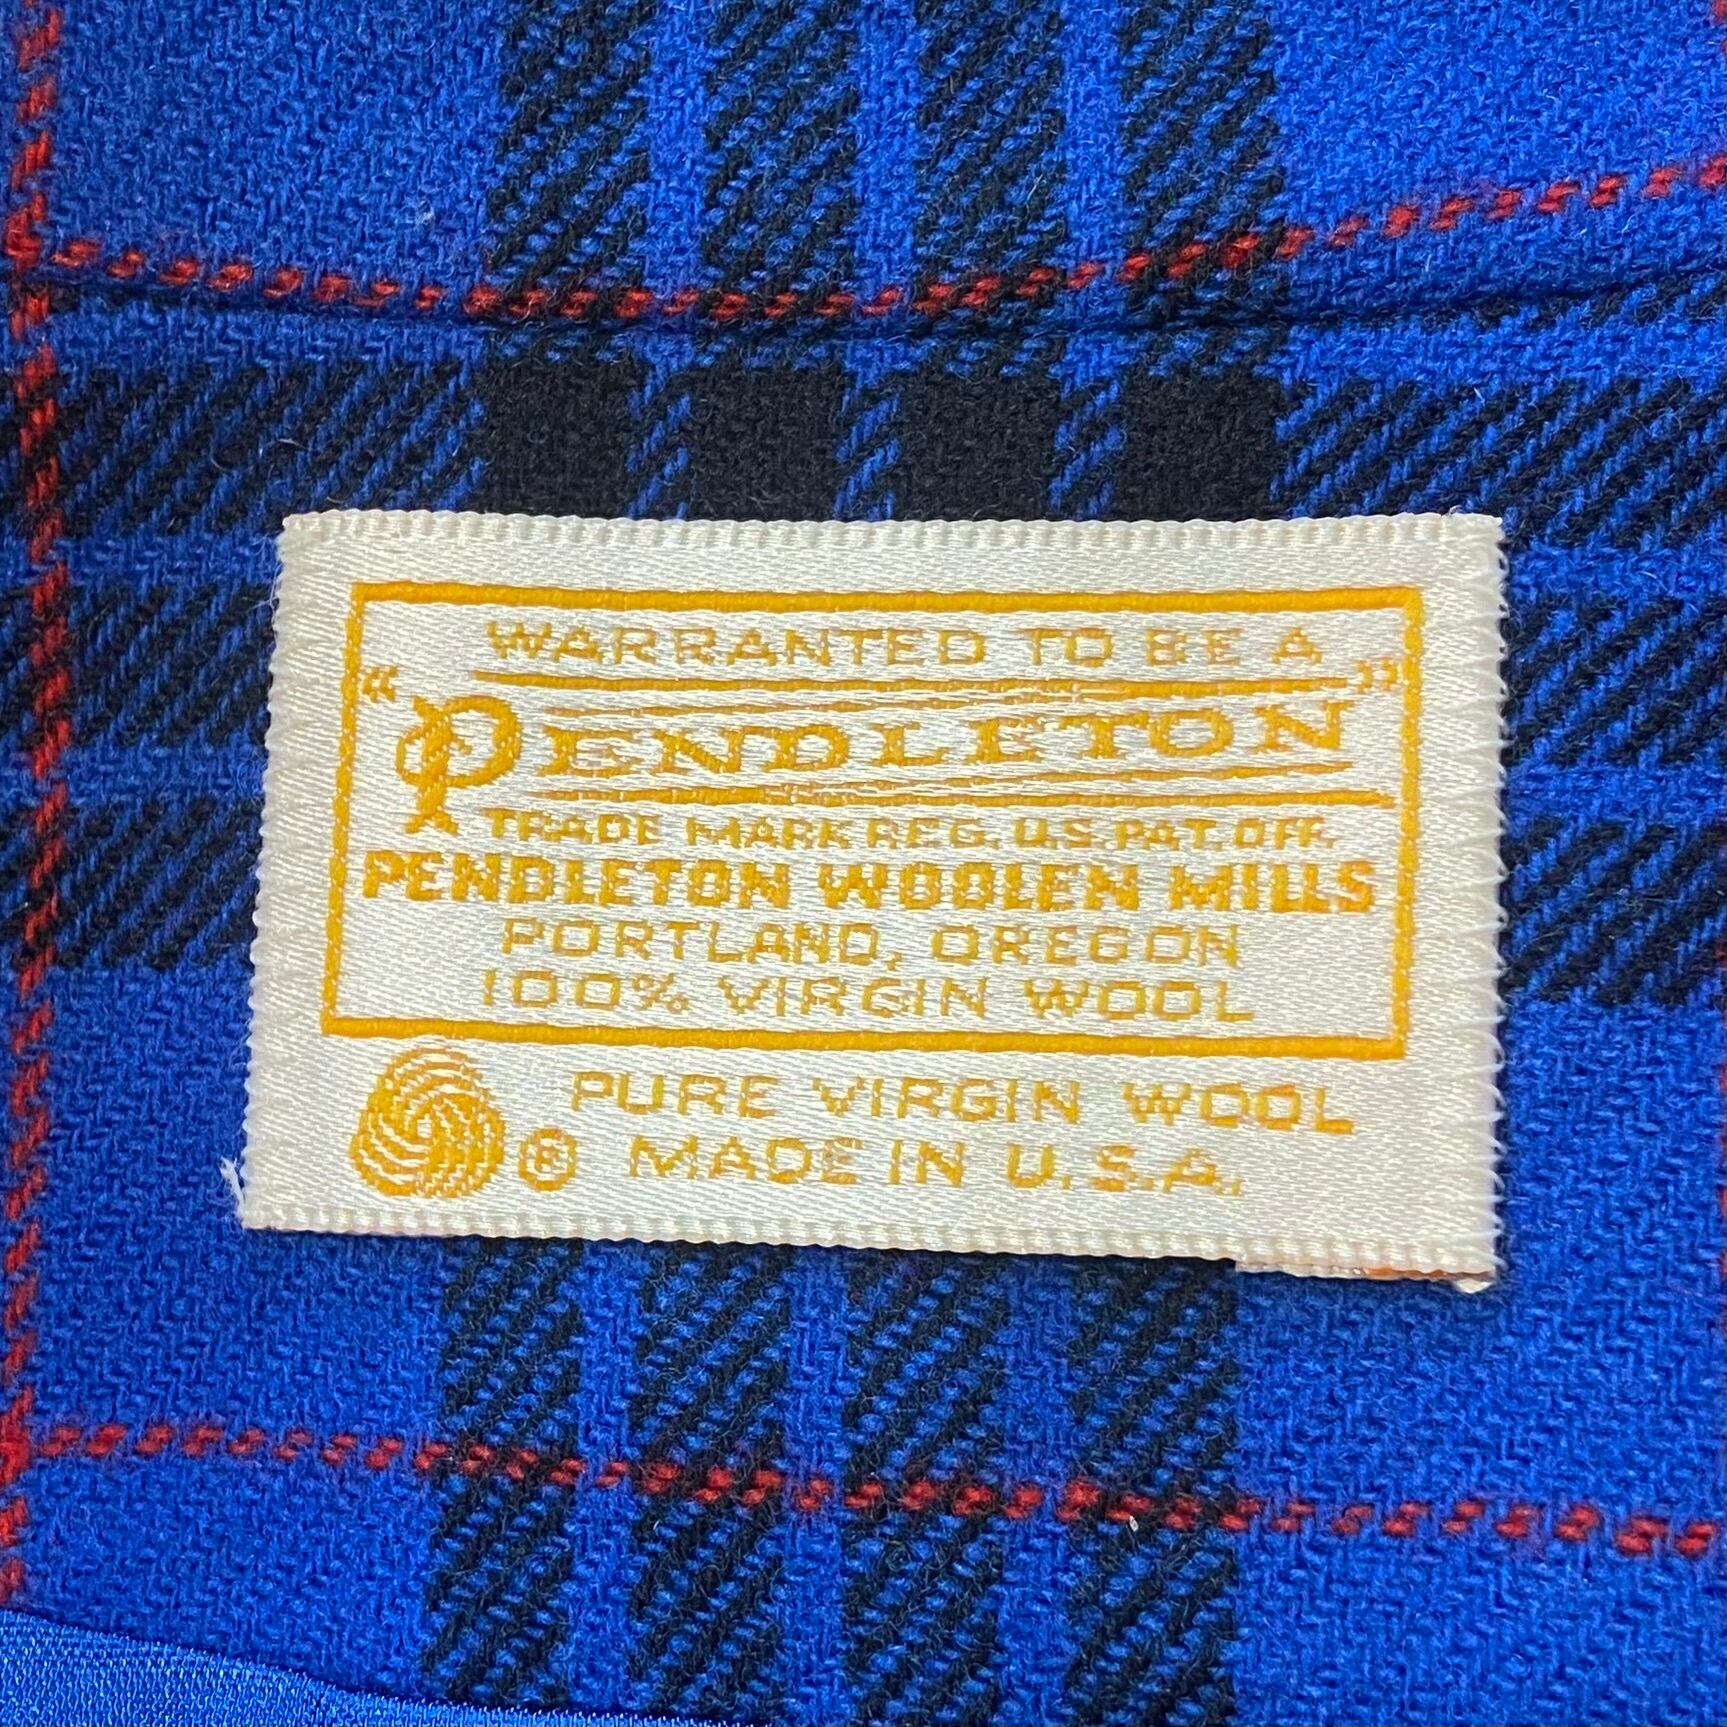 WARRANTED TO BE A
"PENDLETON"
TRADE MARK REG. U.S. PAT. OFF.
PENDLETON WOOLEN MILLS
PORTLAND, OREGON
100% VIRGIN WOOL
PURE VIRGIN WOOL
® MADE IN U.S.A.